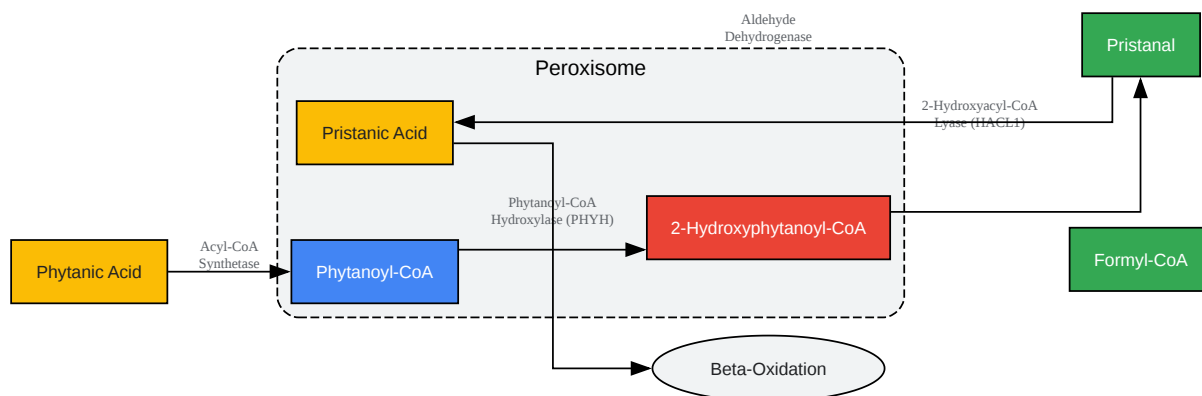 Aldehyde
Dehydrogenase
Pristanal
Peroxisome
2-Hydroxyacyl-CoA
Lyase (HACL1)
Pristanic Acid
Phytanoyl-CoA
Hydroxylase (PHYH)
2-Hydroxyphytanoyl-CoA
Acyl-CoA
Synthetase
Phytanic Acid
Phytanoyl-CoA
Formyl-CoA
Beta-Oxidation